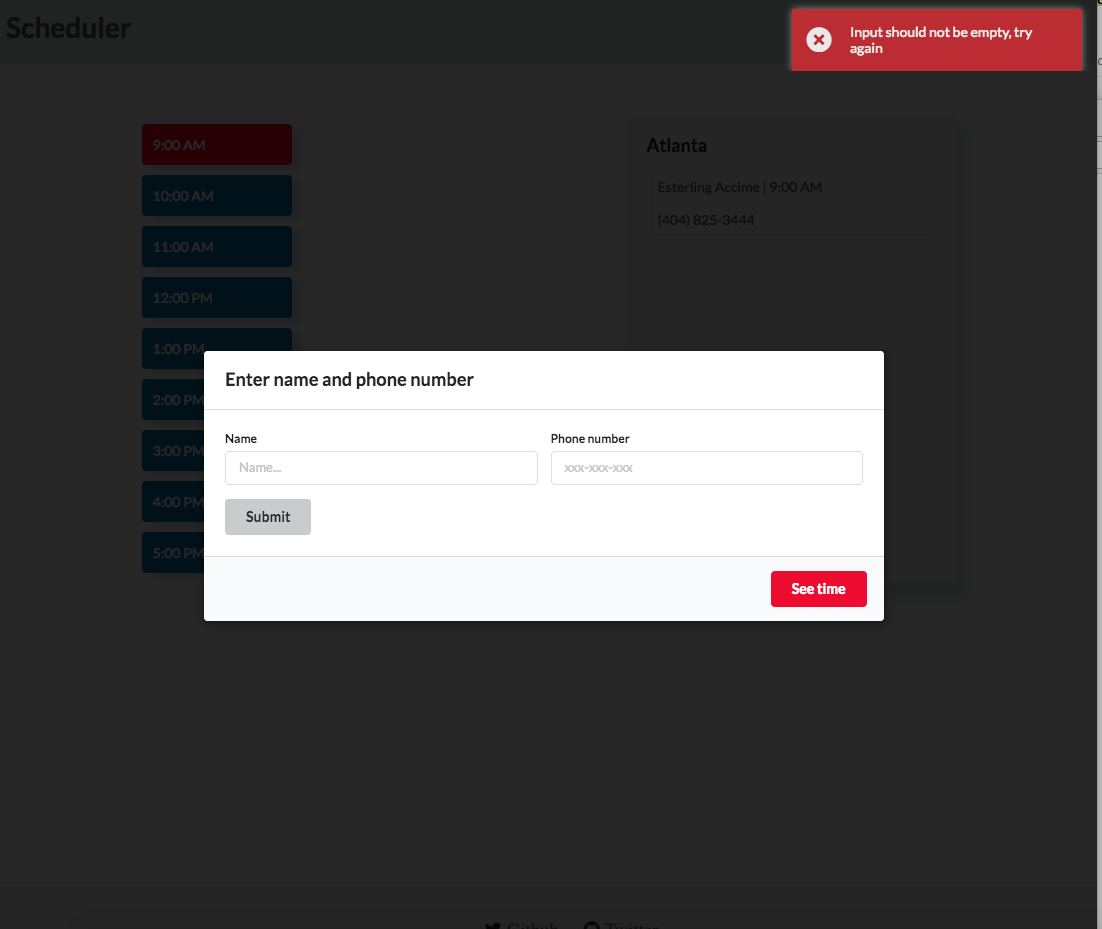 Scheduler
Input should not be empty, try
again
9:00 AM
10:00 AM
11:00 AM
12:00 PM
1:00 PM
2:00 PM
3:00 PM
4:00 PM
5:00 PM
Atlanta
Esterling Accime | 9:00 AM
(404) 825-3444
Enter name and phone number
Name
Phone number
Name...
xxx-xxx-xxx
Submit
See time
Github
Twitter